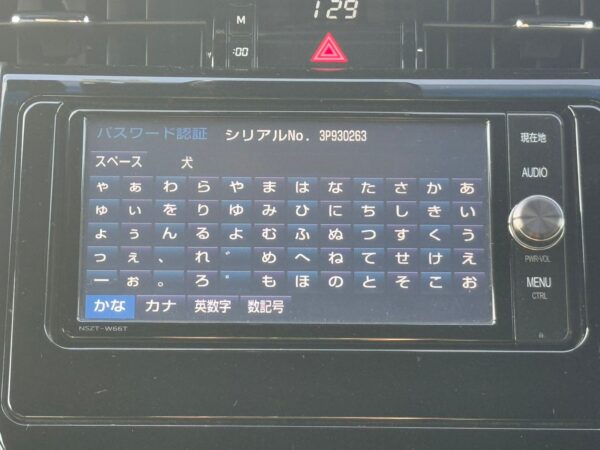 1:29
M
:00
パスワード認証 シリアルNo. 3P930263
スペース 犬
ゃ ぁ わ ら や ま は な た さ か あ
ゅ ぃ を り ゆ み ひ に ち し き い
ょ ぅ ん る よ む ふ ぬ つ す く う
っ ぇ 、 れ ゛ め へ ね て せ け え
ー ぉ 。 ろ ゜ も ほ の と そ こ お
かな カナ 英数字 数記号
NSZT-W66T
現在地
AUDIO
PWR・VOL
MENU
CTRL